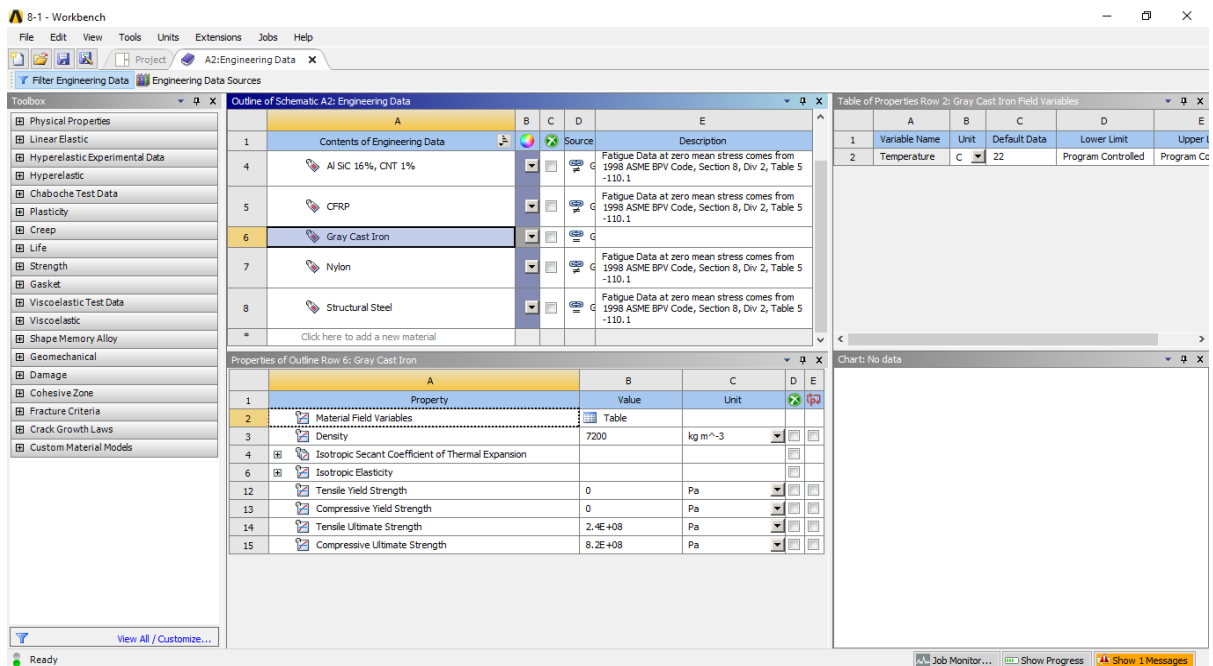 8-1 - Workbench
File Edit View Tools Units Extensions Jobs Help
Project A2:Engineering Data
Filter Engineering Data Engineering Data Sources
Toolbox
Physical Properties
Linear Elastic
Hyperelastic Experimental Data
Hyperelastic
Chaboche Test Data
Plasticity
Creep
Life
Strength
Gasket
Viscoelastic Test Data
Viscoelastic
Shape Memory Alloy
Geomechanical
Damage
Cohesive Zone
Fracture Criteria
Crack Growth Laws
Custom Material Models
View All / Customize...
Outline of Schematic A2: Engineering Data
A B C D E
1 Contents of Engineering Data Source Description
4 Al SiC 16%, CNT 1% G Fatigue Data at zero mean stress comes from
1998 ASME BPV Code, Section 8, Div 2, Table 5
-110.1
5 CFRP G Fatigue Data at zero mean stress comes from
1998 ASME BPV Code, Section 8, Div 2, Table 5
-110.1
6 Gray Cast Iron G
7 Nylon G Fatigue Data at zero mean stress comes from
1998 ASME BPV Code, Section 8, Div 2, Table 5
-110.1
8 Structural Steel G Fatigue Data at zero mean stress comes from
1998 ASME BPV Code, Section 8, Div 2, Table 5
-110.1
* Click here to add a new material
Properties of Outline Row 6: Gray Cast Iron
A B C D E
1 Property Value Unit
2 Material Field Variables Table
3 Density 7200 kg m^-3
4 Isotropic Secant Coefficient of Thermal Expansion
6 Isotropic Elasticity
12 Tensile Yield Strength 0 Pa
13 Compressive Yield Strength 0 Pa
14 Tensile Ultimate Strength 2.4E+08 Pa
15 Compressive Ultimate Strength 8.2E+08 Pa
Table of Properties Row 2: Gray Cast Iron Field Variables
A B C D E
1 Variable Name Unit Default Data Lower Limit Upper L
2 Temperature C 22 Program Controlled Program Co
Chart: No data
Ready
Job Monitor... Show Progress Show 1 Messages